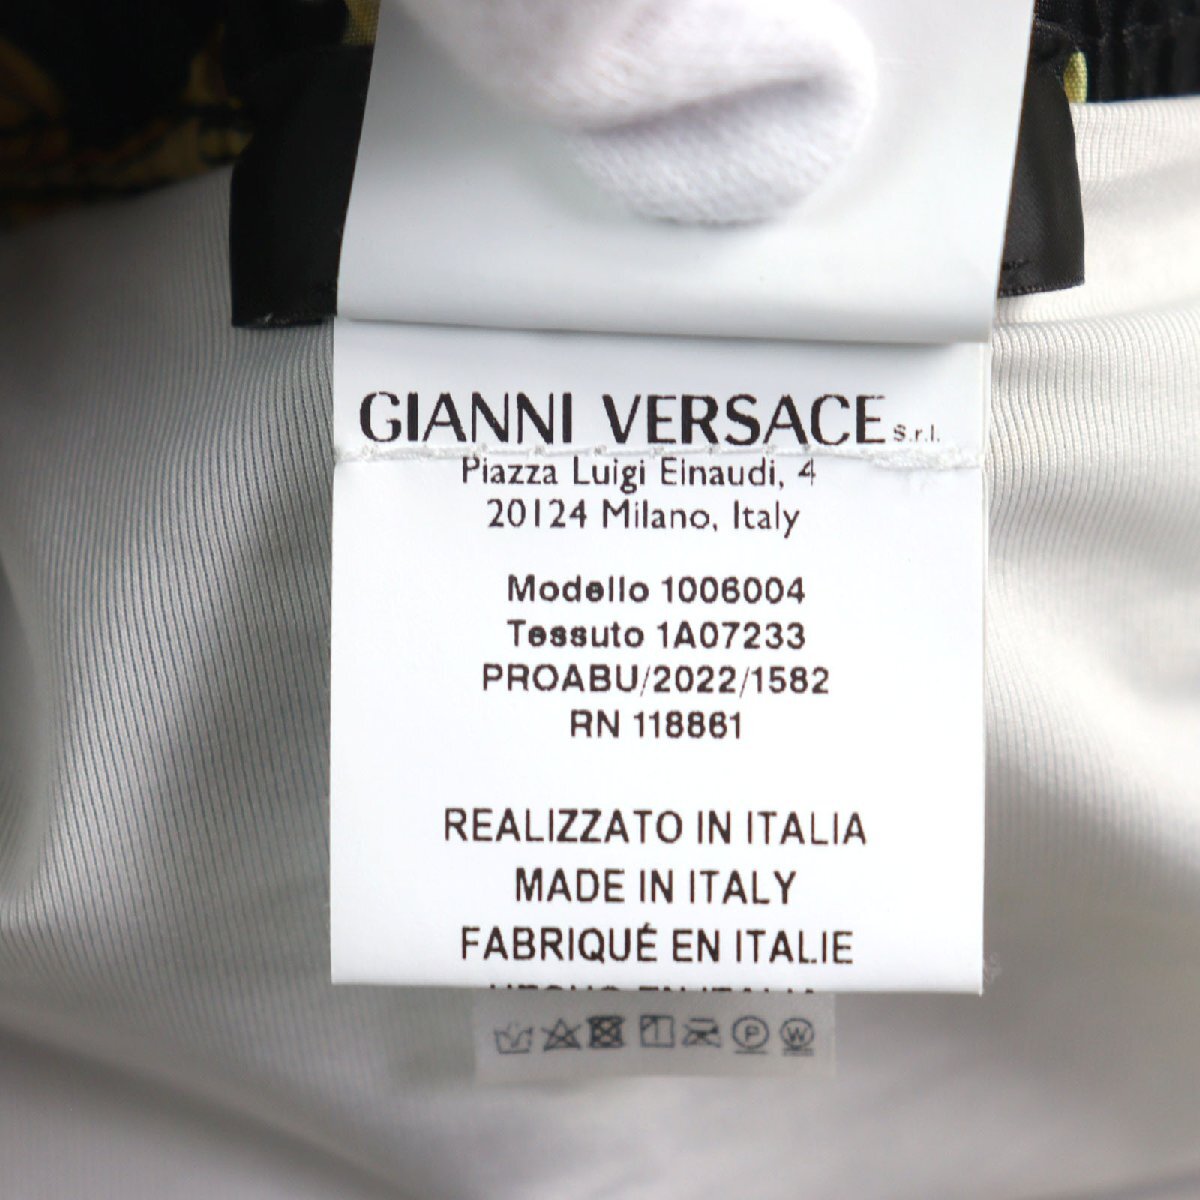 GIANNI VERSACE S.r.l.
Piazza Luigi Einaudi, 4
20124 Milano, Italy
Modello 1006004
Tessuto 1A07233
PROABU/2022/1582
RN 118861
REALIZZATO IN ITALIA
MADE IN ITALY
FABRIQUÉ EN ITALIE
P W